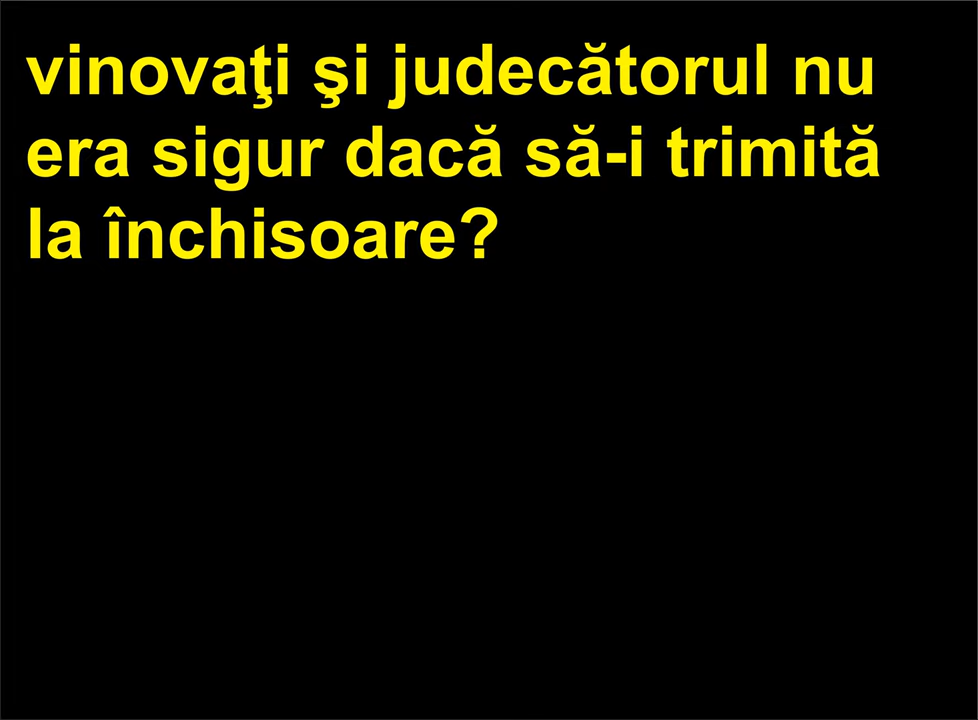 vinovaţi şi judecătorul nu
era sigur dacă să-i trimită
la închisoare?